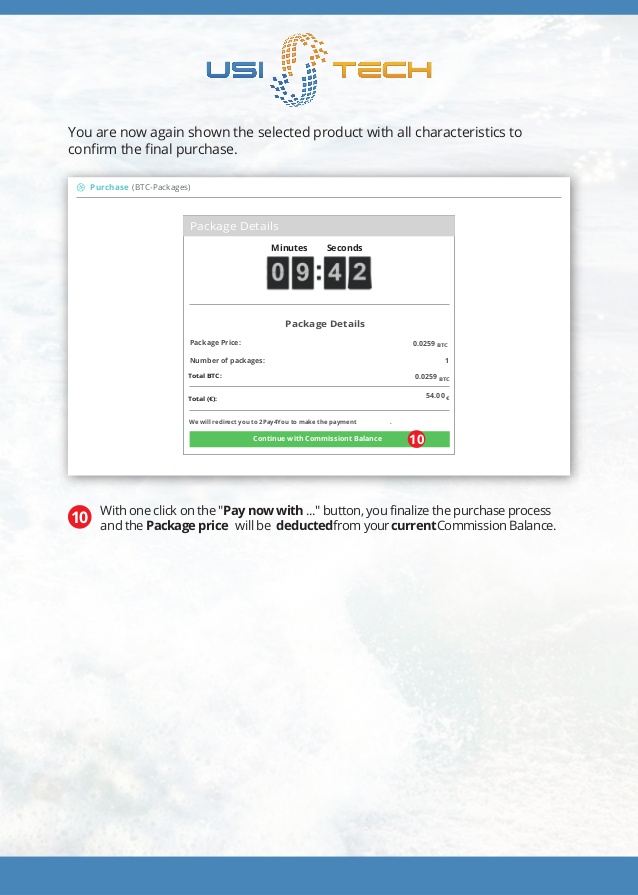 USI TECH
You are now again shown the selected product with all characteristics to
confirm the final purchase.
Purchase (BTC-Packages)
Package Details
Minutes Seconds
09:42
Package Details
Package Price: 0.0259 BTC
Number of packages: 1
Total BTC: 0.0259 BTC
Total (€): 54.00 €
We will redirect you to 2Pay4You to make the payment .
Continue with Commissiont Balance 10
10 With one click on the "Pay now with ..." button, you finalize the purchase process
and the Package price will be deducted from your current Commission Balance.